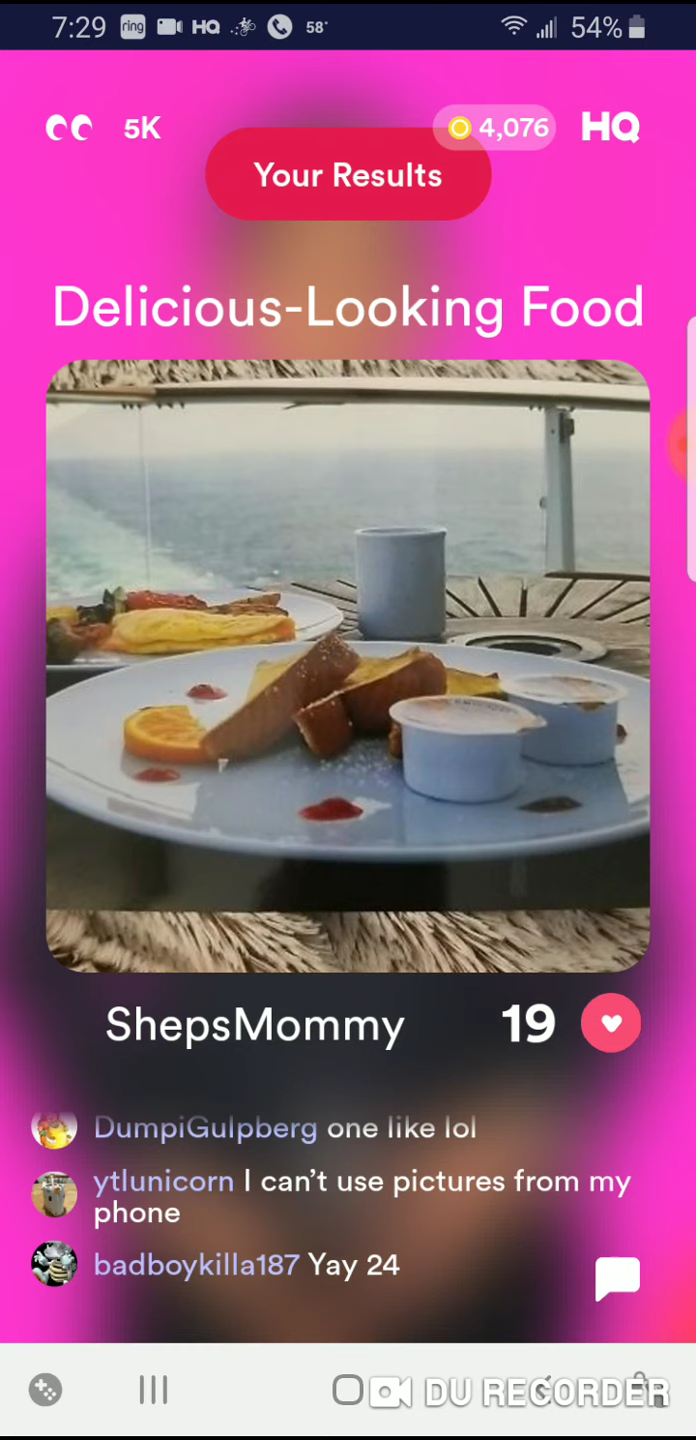 7:29 ring HQ 58° 54%
5K 4,076 HQ
Your Results
Delicious-Looking Food
ShepsMommy 19
DumpiGulpberg one like lol
ytlunicorn I can't use pictures from my
phone
badboykilla187 Yay 24
DU RECORDER